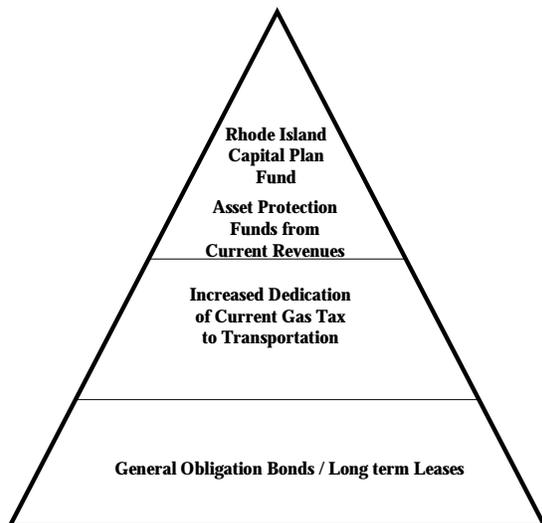 Rhode Island
Capital Plan
Fund
Asset Protection
Funds from
Current Revenues
Increased Dedication
of Current Gas Tax
to Transportation
General Obligation Bonds / Long term Leases